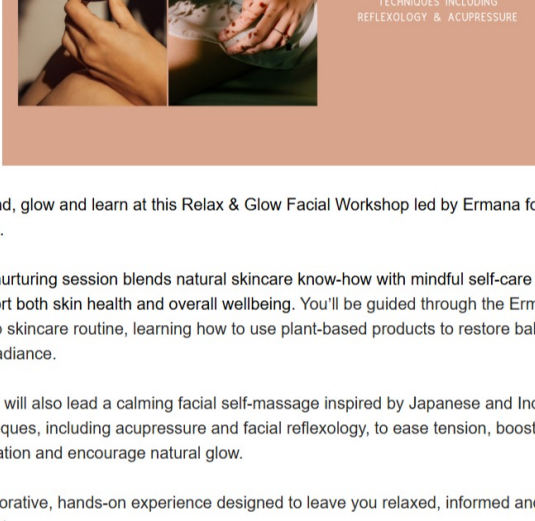 TECHNIQUES INCLUDING
REFLEXOLOGY & ACUPRESSURE
d, glow and learn at this Relax & Glow Facial Workshop led by Ermana fo
.
urturing session blends natural skincare know-how with mindful self-care
rt both skin health and overall wellbeing. You’ll be guided through the Erm
skincare routine, learning how to use plant-based products to restore bal
adiance.
will also lead a calming facial self-massage inspired by Japanese and Ind
ques, including acupressure and facial reflexology, to ease tension, boost
ation and encourage natural glow.
orative, hands-on experience designed to leave you relaxed, informed and